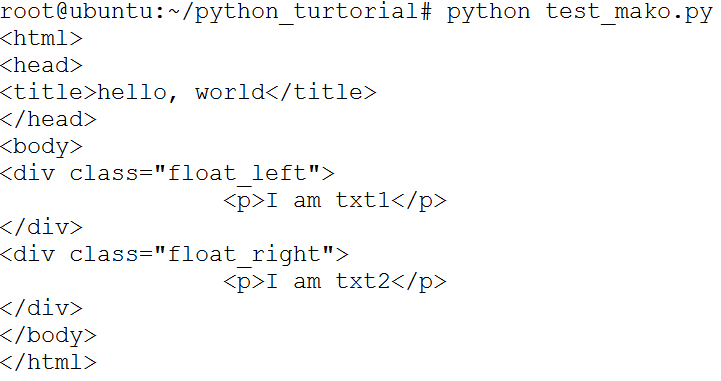 root@ubuntu:~/python_turtorial# python test_mako.py
<html>
<head>
<title>hello, world</title>
</head>
<body>
<div class="float_left">
                <p>I am txt1</p>
</div>
<div class="float_right">
                <p>I am txt2</p>
</div>
</body>
</html>